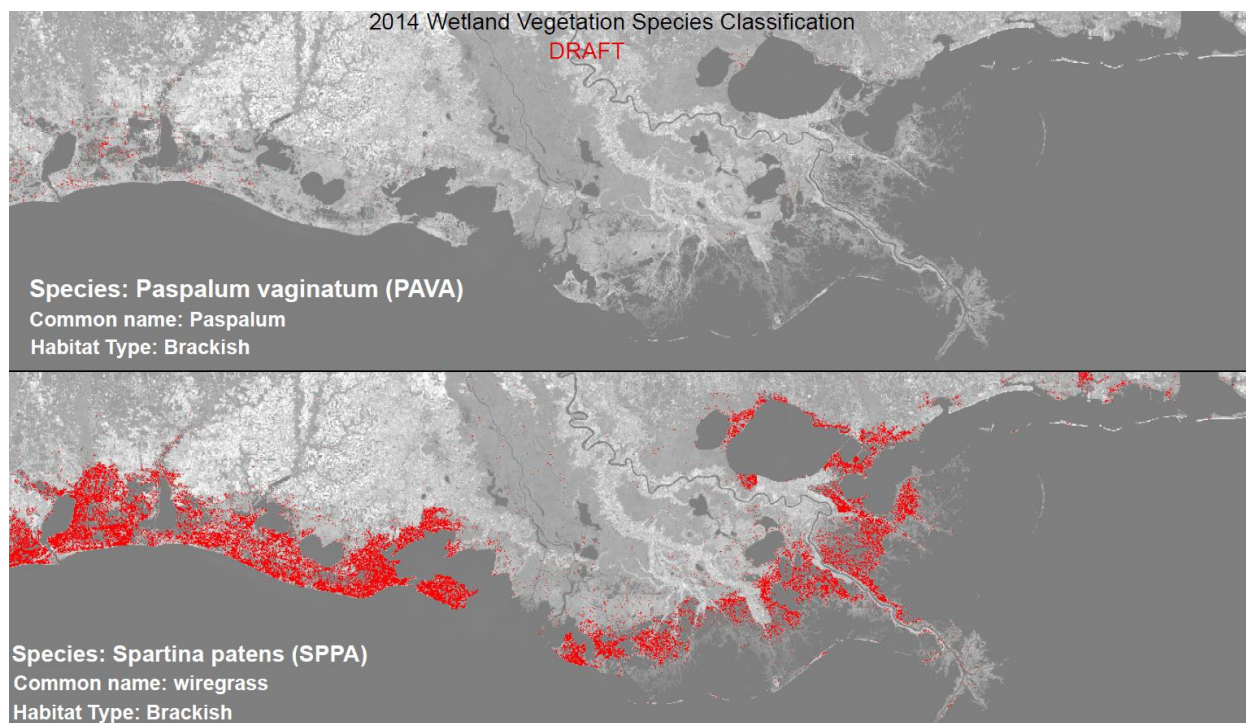 2014 Wetland Vegetation Species Classification
DRAFT
Species: Paspalum vaginatum (PAVA)
Common name: Paspalum
Habitat Type: Brackish
Species: Spartina patens (SPPA)
Common name: wiregrass
Habitat Type: Brackish